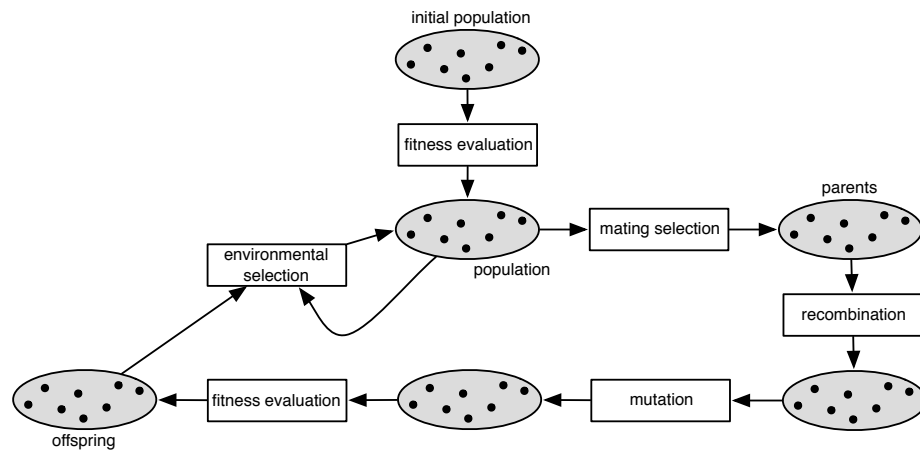 initial population
fitness evaluation
parents
mating selection
environmental
selection
population
recombination
fitness evaluation
mutation
offspring